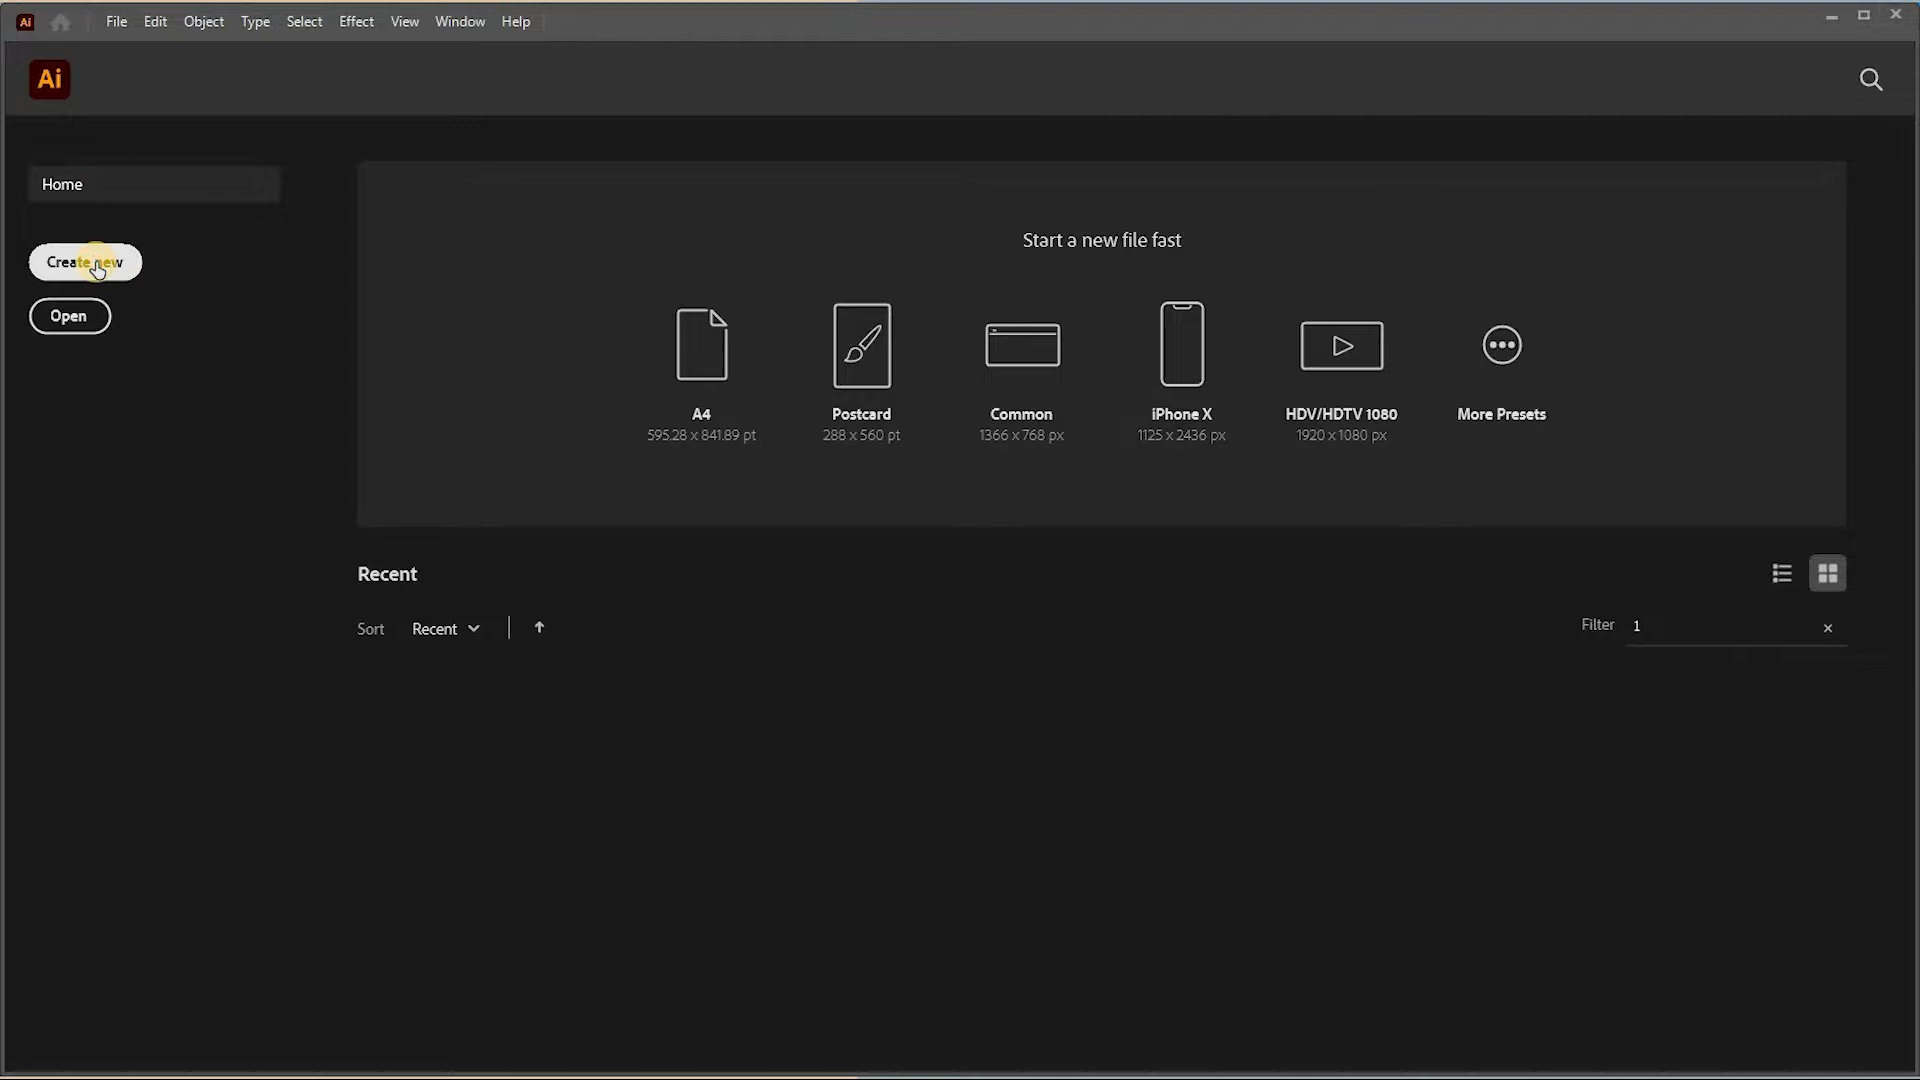 Ai File Edit Object Type Select Effect View Window Help
Ai
Home
Create new
Open
Start a new file fast
A4 Postcard Common iPhone X HDV/HDTV 1080 More Presets
595.28 x 841.89 pt 288 x 560 pt 1366 x 768 px 1125 x 2436 px 1920 x 1080 px
Recent
Sort Recent Filter 1